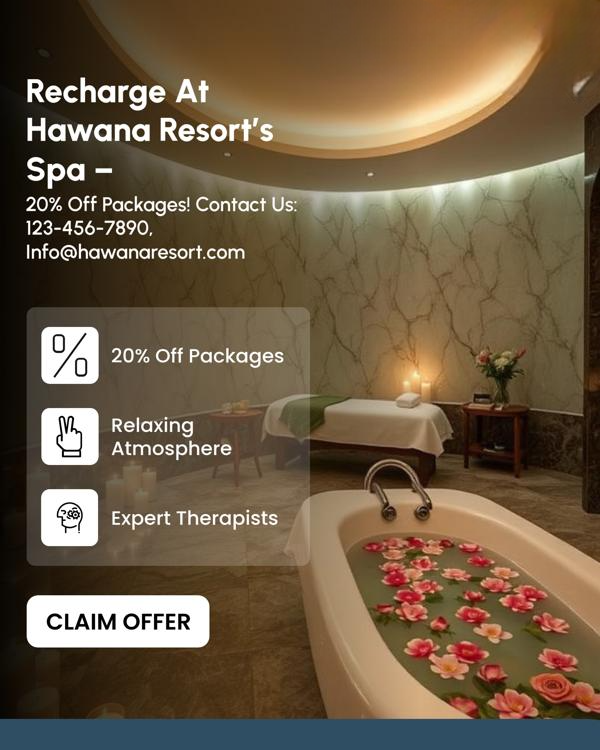 Recharge At
Hawana Resort’s
Spa –
20% Off Packages! Contact Us:
123-456-7890,
Info@hawanaresort.com
20% Off Packages
Relaxing
Atmosphere
Expert Therapists
CLAIM OFFER